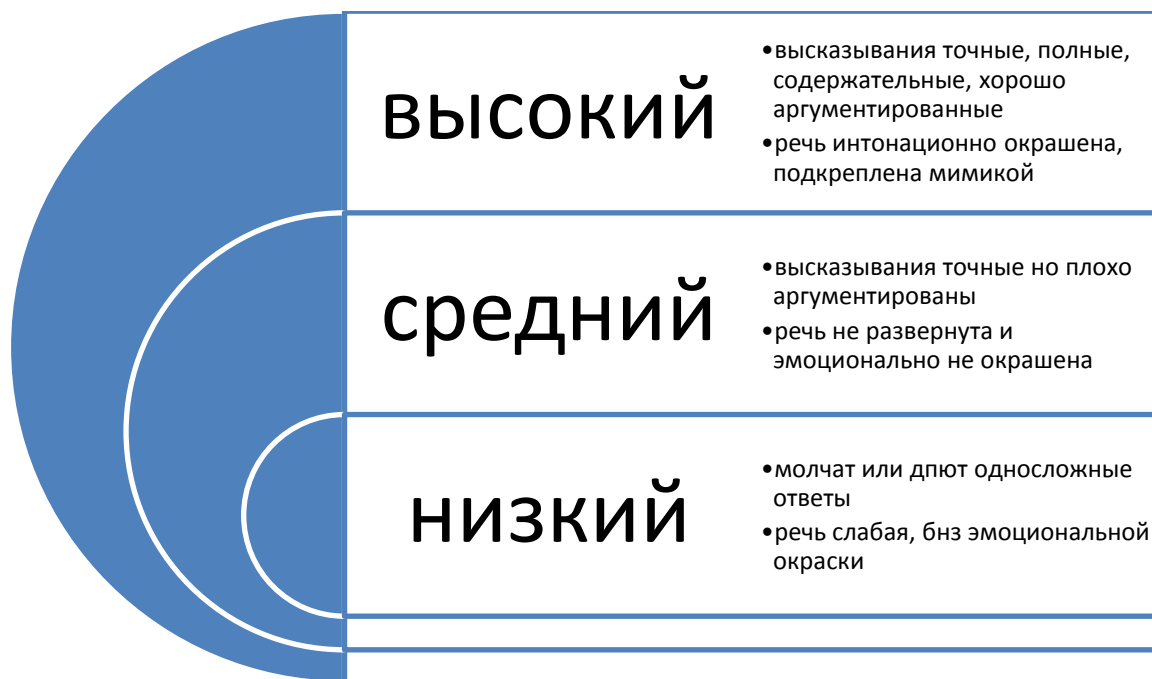 высокий
•высказывания точные, полные,
содержательные, хорошо
аргументированные
•речь интонационно окрашена,
подкреплена мимикой
средний
•высказывания точные но плохо
аргументированы
•речь не развернута и
эмоционально не окрашена
низкий
•молчат или дпют односложные
ответы
•речь слабая, бнз эмоциональной
окраски